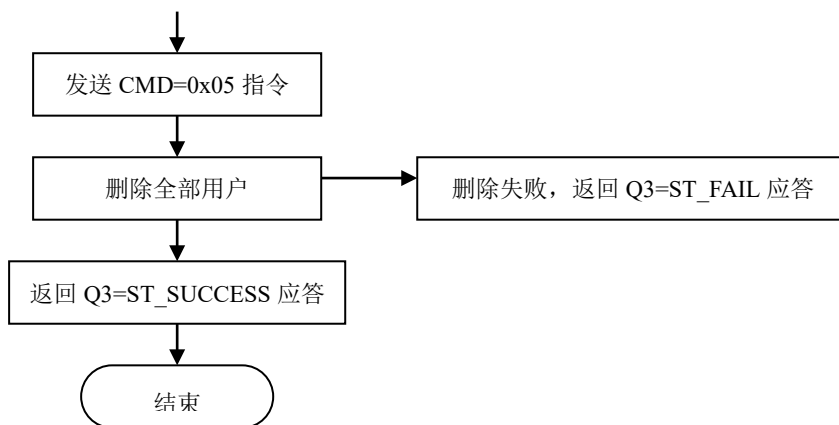 发送 CMD=0x05 指令
删除全部用户
删除失败，返回 Q3=ST_FAIL 应答
返回 Q3=ST_SUCCESS 应答
结束